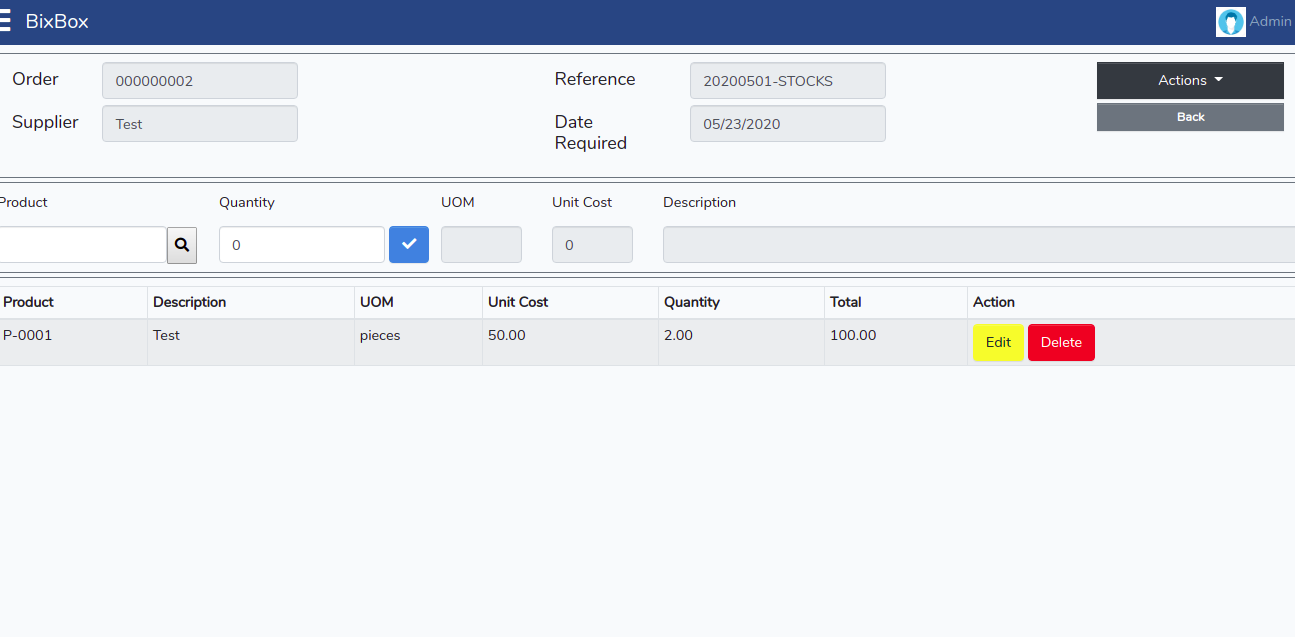 BixBox
Admin
Order 000000002 Reference 20200501-STOCKS Actions
Supplier Test Date Required 05/23/2020 Back
Product Quantity UOM Unit Cost Description
0 0
Product Description UOM Unit Cost Quantity Total Action
P-0001 Test pieces 50.00 2.00 100.00 Edit Delete